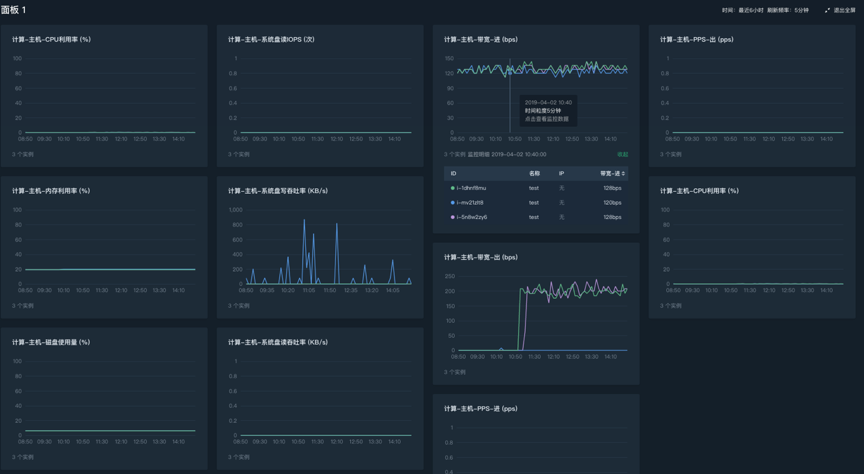 面板 1
时间：最近6小时 刷新频率：5分钟 退出全屏
计算-主机-CPU利用率 (%)
100
80
60
40
20
0
08:50 09:30 10:10 10:50 11:30 12:10 12:50 13:30 14:10
3 个实例
计算-主机-系统盘读IOPS (次)
1
0.8
0.6
0.4
0.2
0
08:50 09:30 10:10 10:50 11:30 12:10 12:50 13:30 14:10
3 个实例
计算-主机-带宽-进 (bps)
150
120
90
60
30
0
08:50 09:30 10:10 10:50 11:30 12:10 12:50 13:30 14:10
2019-04-02 10:40
时间粒度5分钟
点击查看监控数据
3 个实例 监控明细 2019-04-02 10:40:00 收起
ID 名称 IP 带宽-进
i-1dhnf8mu test 无 128bps
i-mv21zlt8 test 无 120bps
i-5n8w2zy6 test 无 128bps
计算-主机-PPS-出 (pps)
1
0.8
0.6
0.4
0.2
0
08:50 09:30 10:10 10:50 11:30 12:10 12:50 13:30 14:10
3 个实例
计算-主机-内存利用率 (%)
100
80
60
40
20
0
08:50 09:30 10:10 10:50 11:30 12:10 12:50 13:30 14:10
3 个实例
计算-主机-系统盘写吞吐率 (KB/s)
1,000
800
600
400
200
0
08:50 09:35 10:20 11:05 11:50 12:35 13:20 14:05
3 个实例
计算-主机-CPU利用率 (%)
100
80
60
40
20
0
08:50 09:30 10:10 10:50 11:30 12:10 12:50 13:30 14:10
3 个实例
计算-主机-带宽-出 (bps)
250
200
150
100
50
0
08:50 09:30 10:10 10:50 11:30 12:10 12:50 13:30 14:10
3 个实例
计算-主机-磁盘使用量 (%)
100
80
60
40
20
0
08:50 09:30 10:10 10:50 11:30 12:10 12:50 13:30 14:10
3 个实例
计算-主机-系统盘读吞吐率 (KB/s)
1
0.8
0.6
0.4
0.2
0
08:50 09:30 10:10 10:50 11:30 12:10 12:50 13:30 14:10
3 个实例
计算-主机-PPS-进 (pps)
1
0.8
0.6
0.4